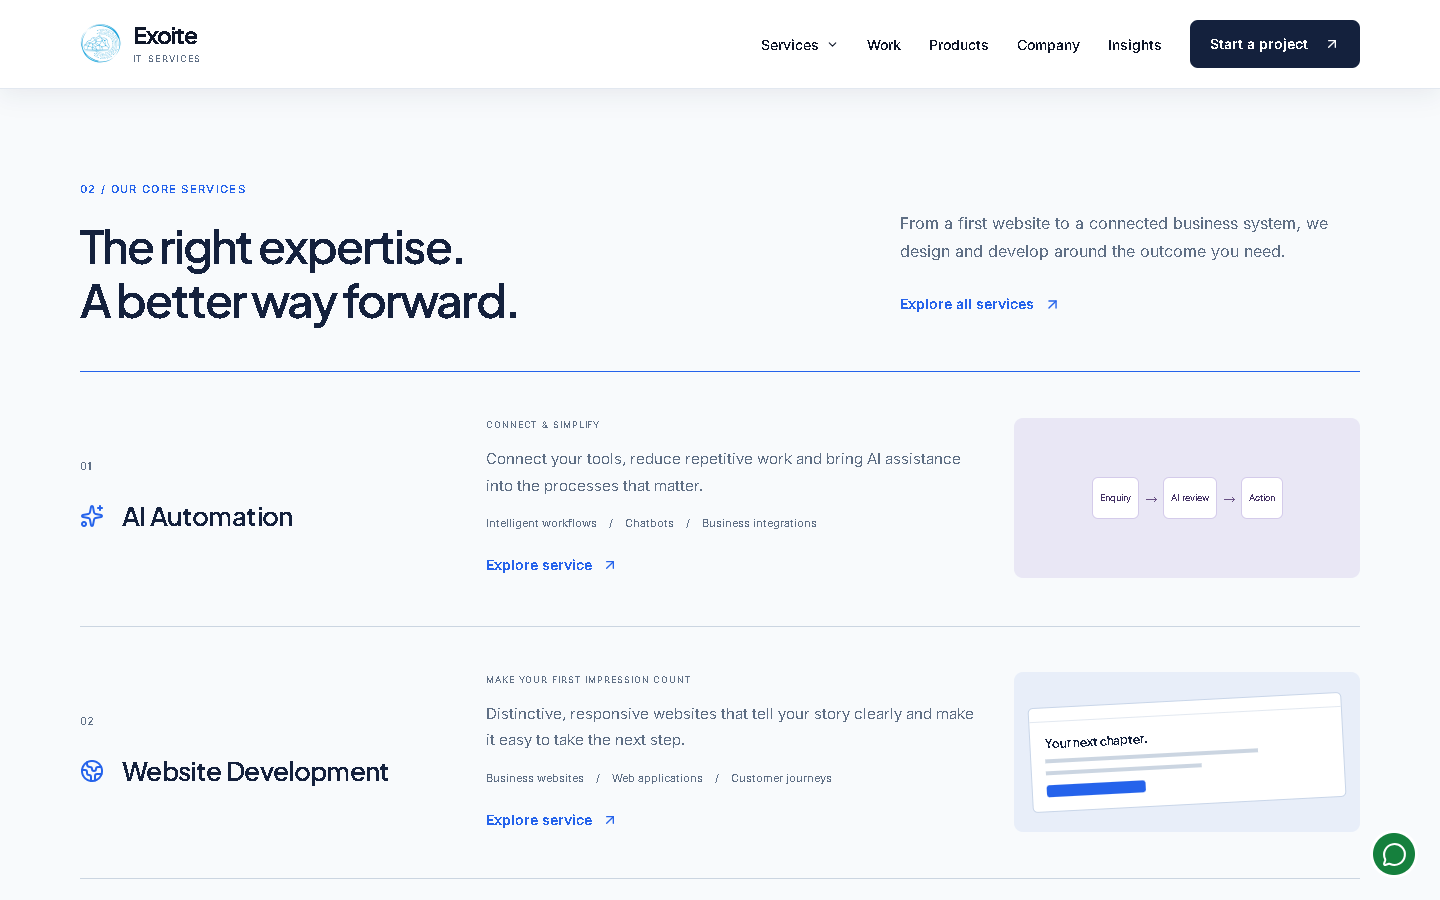 Exoite
IT SERVICES
Services
Work
Products
Company
Insights
Start a project
02 / OUR CORE SERVICES
The right expertise.
A better way forward.
From a first website to a connected business system, we
design and develop around the outcome you need.
Explore all services
01
AI Automation
CONNECT & SIMPLIFY
Connect your tools, reduce repetitive work and bring AI assistance
into the processes that matter.
Intelligent workflows / Chatbots / Business integrations
Explore service
Enquiry → AI review → Action
02
Website Development
MAKE YOUR FIRST IMPRESSION COUNT
Distinctive, responsive websites that tell your story clearly and make
it easy to take the next step.
Business websites / Web applications / Customer journeys
Explore service
Your next chapter.